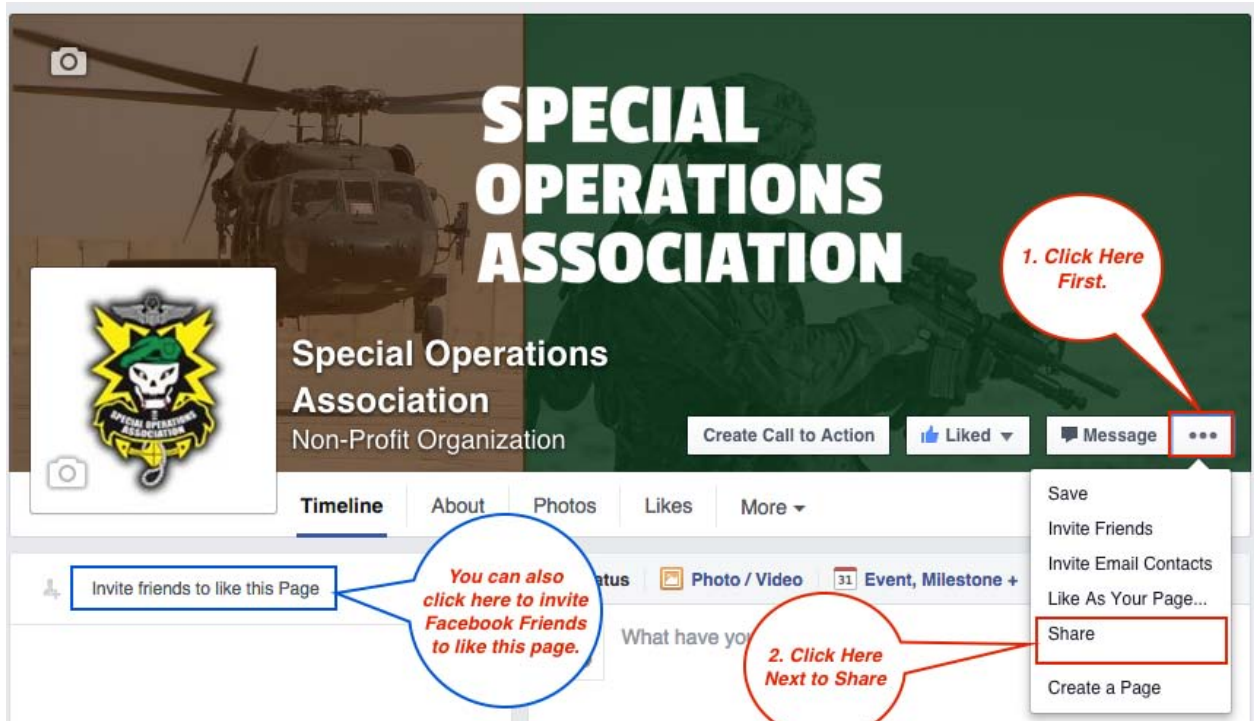 SPECIAL
OPERATIONS
ASSOCIATION
1. Click Here
First.
SPECIAL OPERATIONS
ASSOCIATION
Special Operations
Association
Non-Profit Organization
Create Call to Action
Liked
Message
Timeline
About
Photos
Likes
More
Save
Invite Friends
Invite Email Contacts
Like As Your Page...
Share
Create a Page
Invite friends to like this Page
You can also
click here to invite
Facebook Friends
to like this page.
Photo / Video
31
Event, Milestone +
What have
2. Click Here
Next to Share